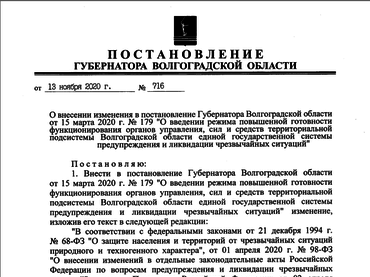 ПОСТАНОВЛЕНИЕ
ГУБЕРНАТОРА ВОЛГОГРАДСКОЙ ОБЛАСТИ
от 13 ноября 2020 г. № 716
О внесении изменения в постановление Губернатора Волгоградской области
от 15 марта 2020 г. № 179 "О введении режима повышенной готовности
функционирования органов управления, сил и средств территориальной
подсистемы Волгоградской области единой государственной системы
предупреждения и ликвидации чрезвычайных ситуаций"
Постановляю:
1. Внести в постановление Губернатора Волгоградской области
от 15 марта 2020 г. № 179 "О введении режима повышенной готовности
функционирования органов управления, сил и средств территориальной
подсистемы Волгоградской области единой государственной системы
предупреждения и ликвидации чрезвычайных ситуаций" изменение,
изложив его текст в следующей редакции:
"В соответствии с федеральными законами от 21 декабря 1994 г.
№ 68-ФЗ "О защите населения и территорий от чрезвычайных ситуаций
природного и техногенного характера", от 01 апреля 2020 г. № 98-ФЗ
"О внесении изменений в отдельные законодательные акты Российской
Федерации по вопросам предупреждения и ликвидации чрезвычайных